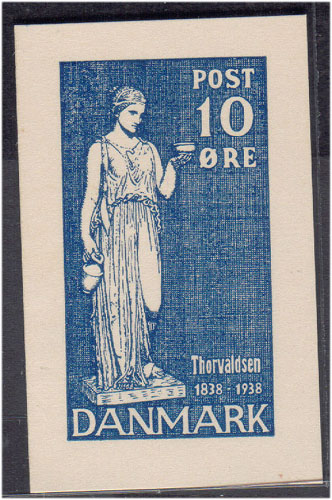 POST
10
ØRE
Thorvaldsen
1838 - 1938
DANMARK